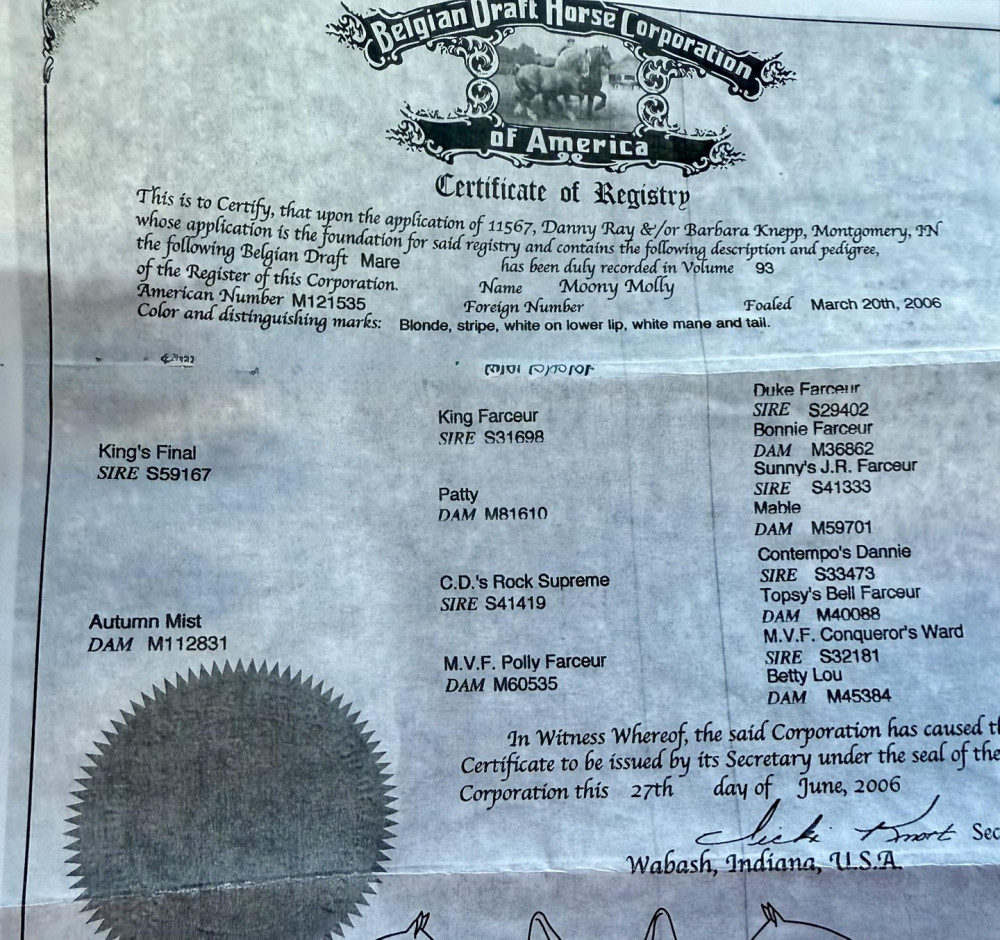 Belgian Draft Horse Corporation
of America
Certificate of Registry
This is to Certify, that upon the application of 11567, Danny Ray &/or Barbara Knepp, Montgomery, IN
whose application is the foundation for said registry and contains the following description and pedigree,
the following Belgian Draft Mare has been duly recorded in Volume 93
of the Register of this Corporation. Name Moony Molly
American Number M121535 Foreign Number Foaled March 20th, 2006
Color and distinguishing marks: Blonde, stripe, white on lower lip, white mane and tail.
Duke Farceur
SIRE S29402
King Farceur
SIRE S31698
Bonnie Farceur
DAM M36862
King's Final
SIRE S59167
Sunny's J.R. Farceur
SIRE S41333
Patty
DAM M81610
Mable
DAM M59701
Contempo's Dannie
SIRE S33473
C.D.'s Rock Supreme
SIRE S41419
Topsy's Bell Farceur
DAM M40088
Autumn Mist
DAM M112831
M.V.F. Conqueror's Ward
SIRE S32181
M.V.F. Polly Farceur
DAM M60535
Betty Lou
DAM M45384
In Witness Whereof, the said Corporation has caused
Certificate to be issued by its Secretary under the seal of the
Corporation this 27th day of June, 2006
Vicki Knott Sec
Wabash, Indiana, U.S.A.